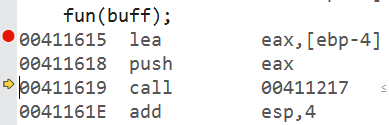 fun(buff);
00411615 lea eax,[ebp-4]
00411618 push eax
00411619 call 00411217
0041161E add esp,4